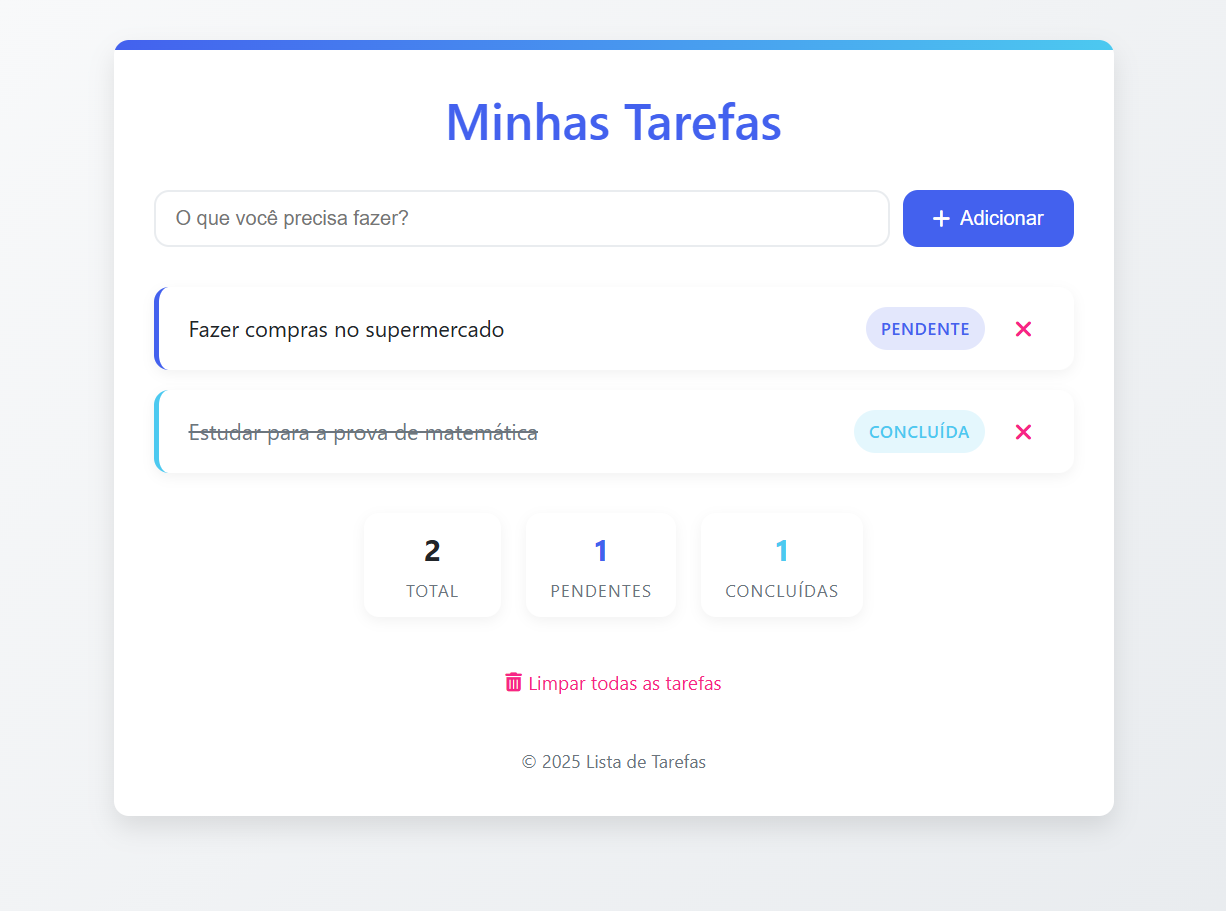 Minhas Tarefas
O que você precisa fazer?
Adicionar
Fazer compras no supermercado
PENDENTE
Estudar para a prova de matemática
CONCLUÍDA
2
TOTAL
1
PENDENTES
1
CONCLUÍDAS
Limpar todas as tarefas
© 2025 Lista de Tarefas